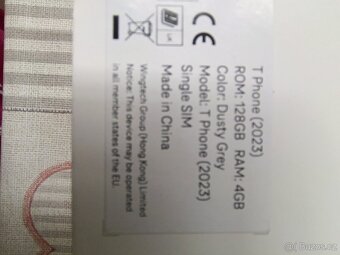 T Phone (2023)
ROM: 128GB RAM: 4GB
Color: Dusty Grey
Model: T Phone (2023)
Single SIM
Made in China
Wingtech Group (Hong Kong) Limited
Notice: This device may be operated
in all member states of the EU.
CE